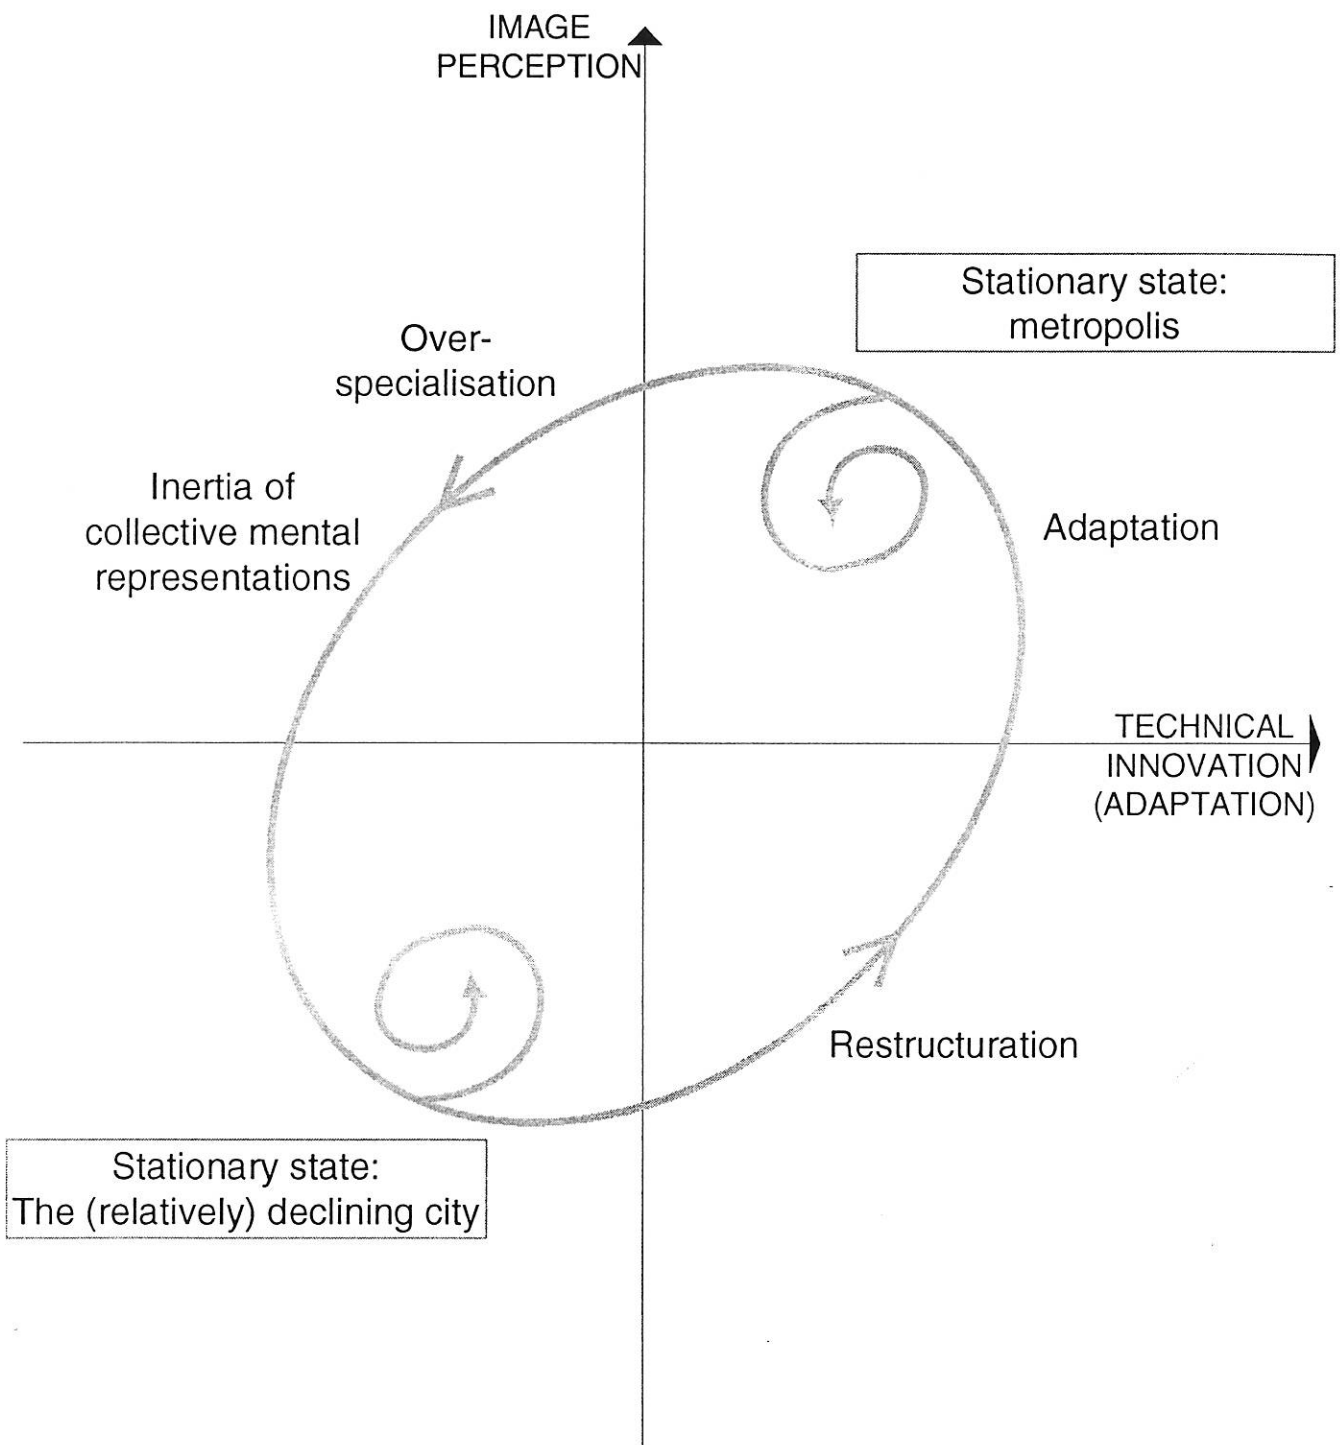 IMAGE
PERCEPTION
Stationary state:
metropolis
Over-
specialisation
Inertia of
collective mental
representations
Adaptation
TECHNICAL
INNOVATION
(ADAPTATION)
Restructuration
Stationary state:
The (relatively) declining city